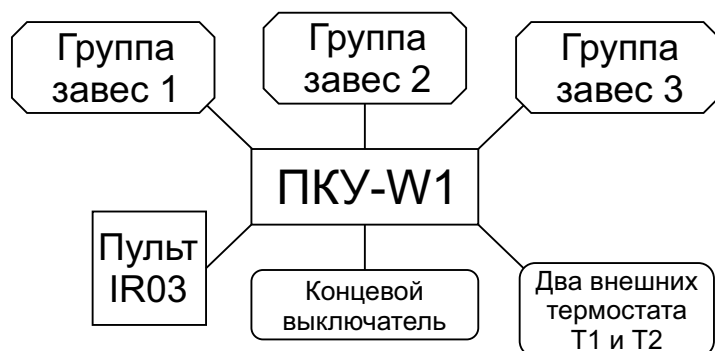 Группа
завес 1
Группа
завес 2
Группа
завес 3
ПКУ-W1
Пульт
IR03
Концевой
выключатель
Два внешних
термостата
Т1 и Т2